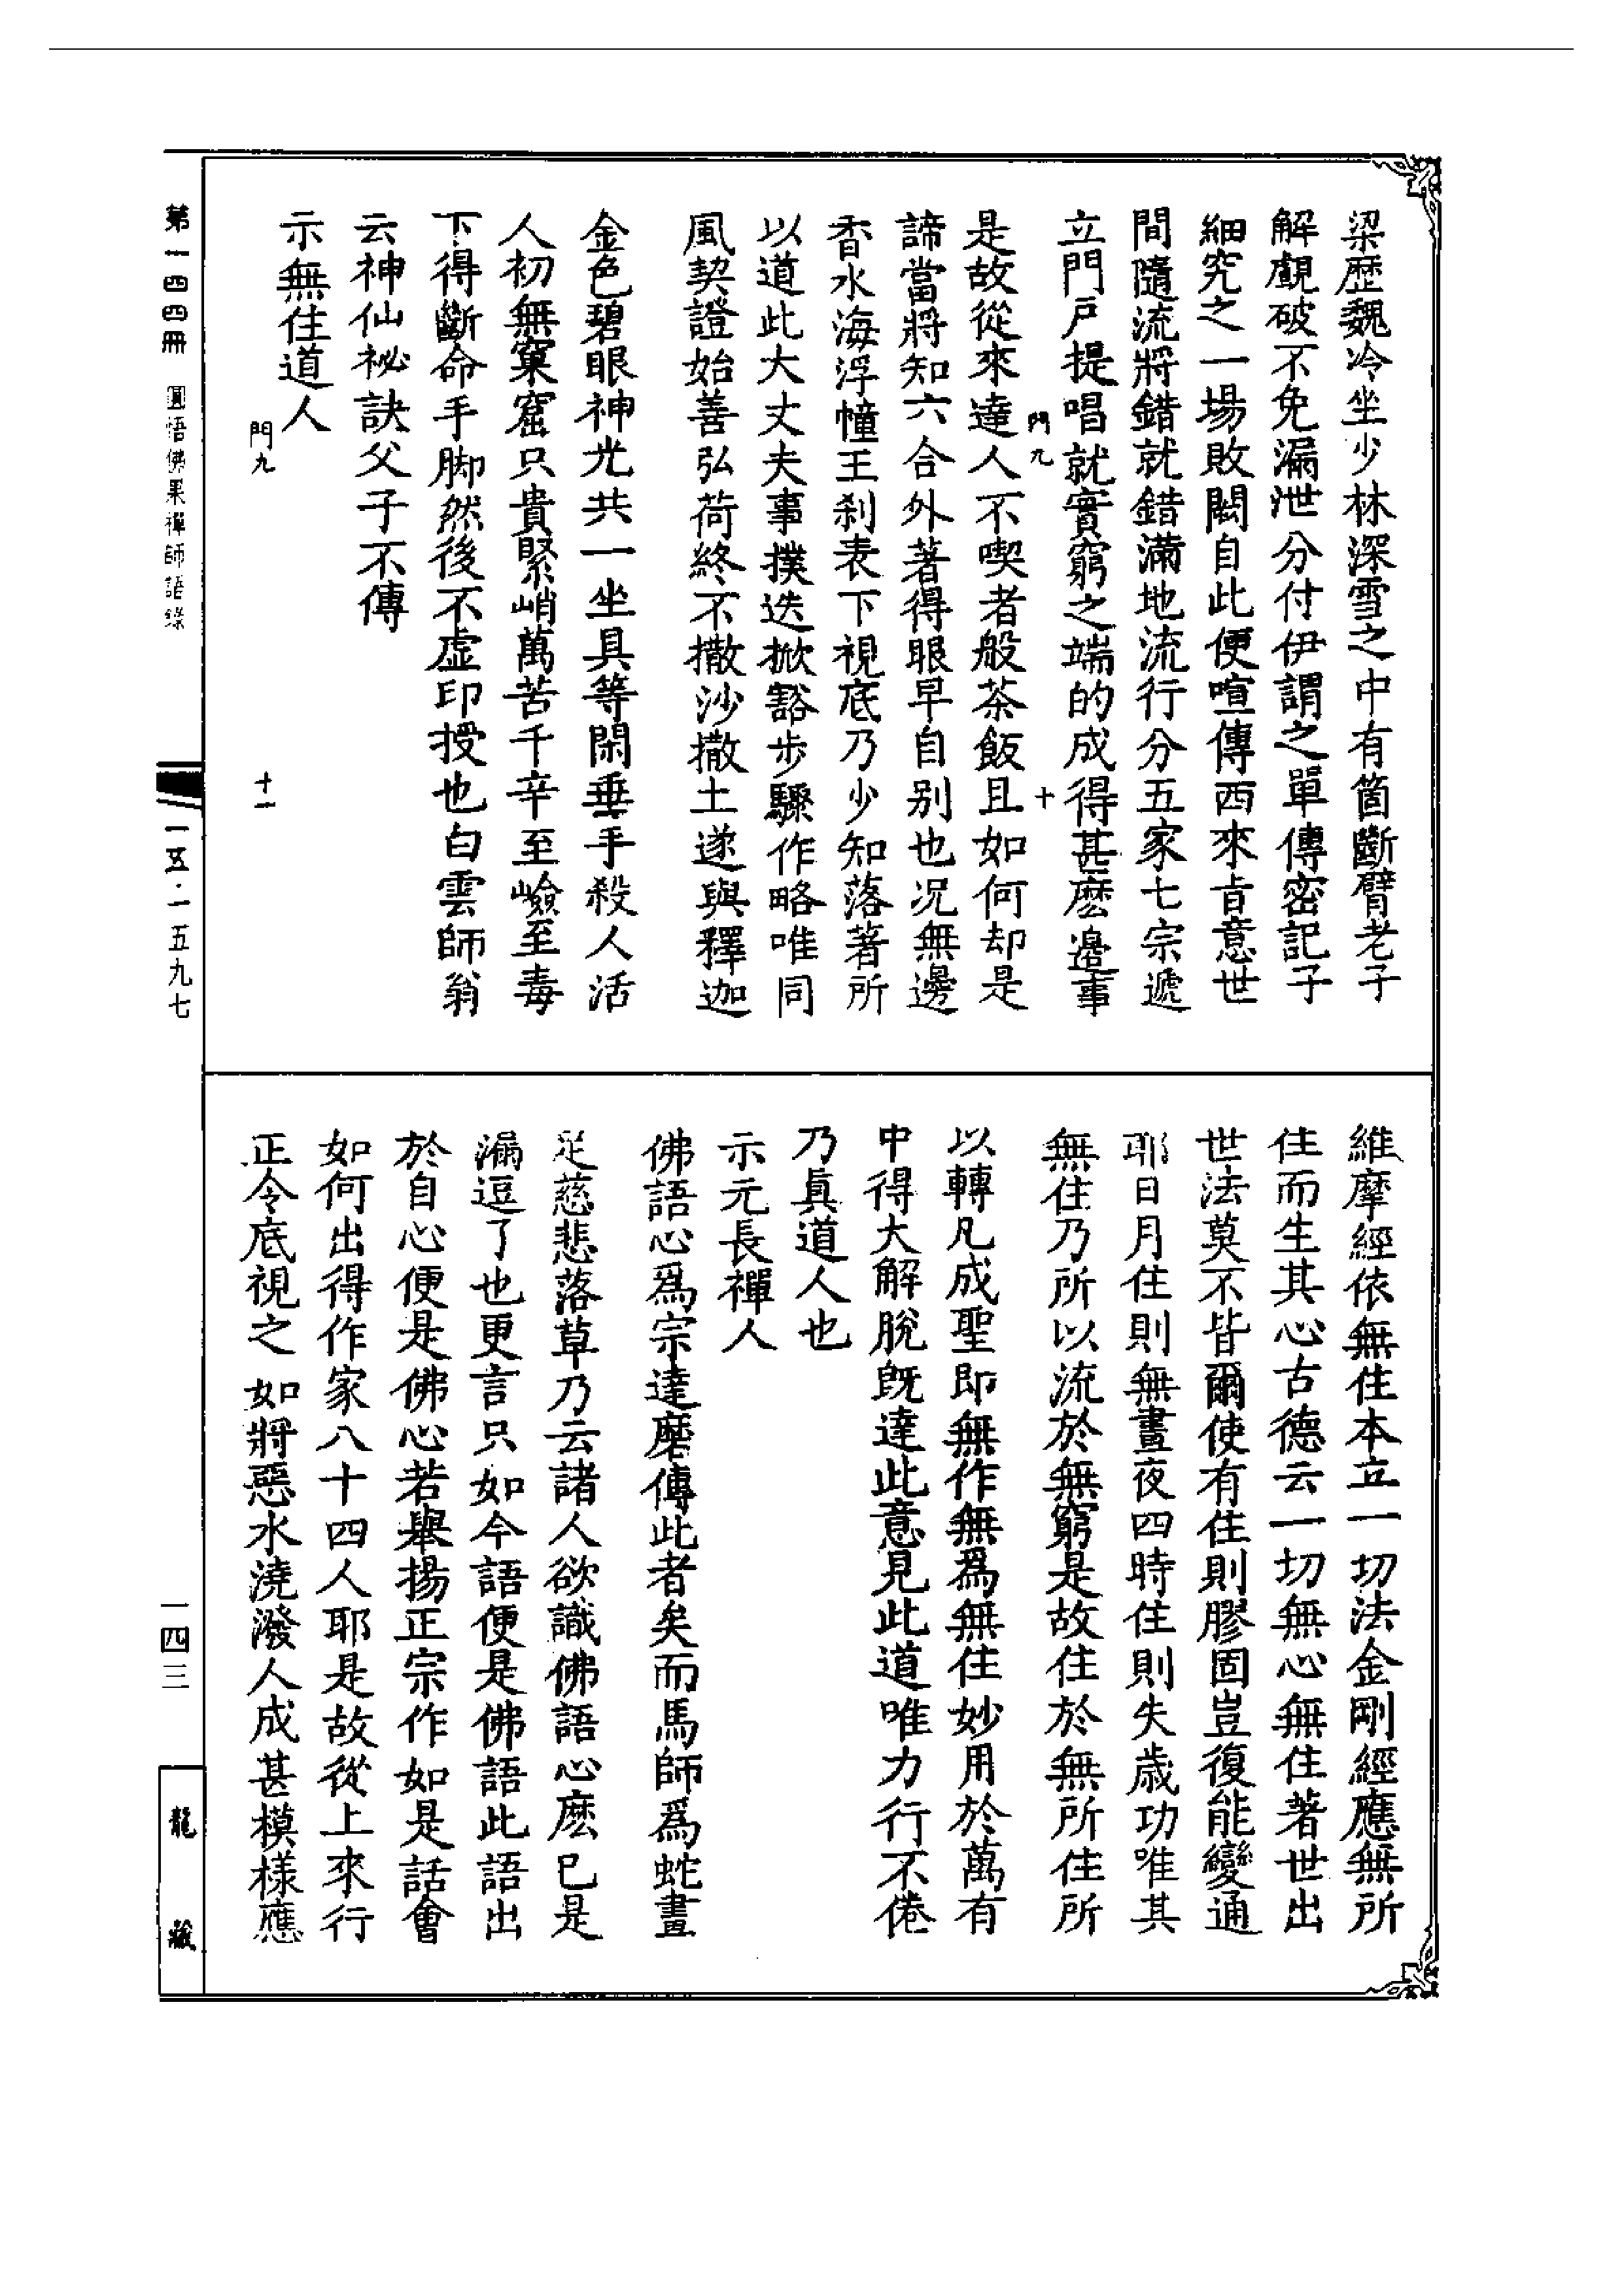 梁歷魏冷坐少林深雪之中有箇斷臂老子
解覷破不免漏泄分付伊謂之單傳密記子
細究之一場敗闕自此便喧傳西來旨意世
間隨流將錯就錯滿地流行分五家七宗遞
立門戶提唱就實窮之端的成得甚麽邊事
門九 十
是故從來達人不喫者般茶飯且如何却是
諦當將知六合外著得眼早自别也况無邊
香水海浮幢王刹表下視底乃少知落著所
以道此大丈夫事撲迭掀豁步驟作略唯同
風契證始善弘荷終不撒沙撒土遂與釋迦
金色碧眼神光共一坐具等閑垂手殺人活
人初無窠窟只貴緊峭萬苦千辛至嶮至毒
下得斷命手脚然後不虛印授也白雲師翁
云神仙祕訣父子不傳
示無住道人
門九 十一
維摩經依無住本立一切法金剛經應無所
住而生其心古德云一切無心無住著世出
世法莫不皆爾使有住則膠固豈復能變通
耶日月住則無晝夜四時住則失歲功唯其
無住乃所以流於無窮是故住於無所住所
以轉凡成聖即無作無爲無住妙用於萬有
中得大解脫旣達此意見此道唯力行不倦
乃眞道人也
示元長禪人
佛語心爲宗達磨傳此者矣而馬師爲蛇畫
足慈悲落草乃云諸人欲識佛語心麽已是
漏逗了也更言只如今語便是佛語此語出
於自心便是佛心若舉揚正宗作如是話會
如何出得作家八十四人耶是故從上來行
正令底視之如將惡水澆潑人成甚模樣應
第一四四冊 圓悟佛果禪師語錄
一五·一五九七
一四三
龍藏